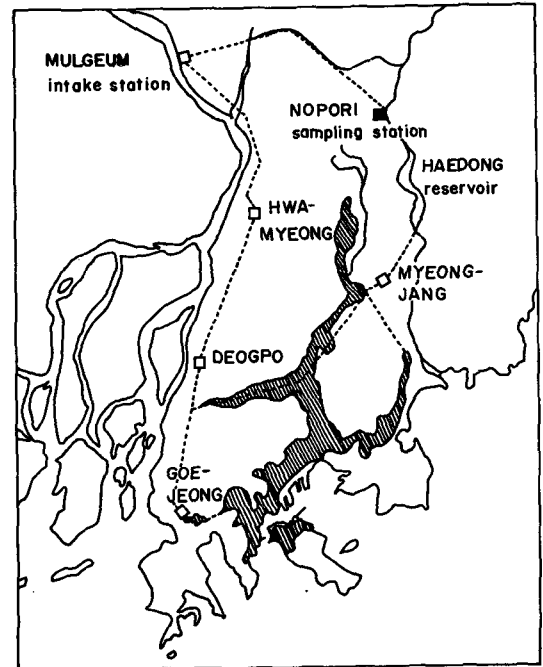 MULGEUM
intake station
NOPORI
sampling station
HAEDONG
reservoir
HWA-
MYEONG
MYEONG-
JANG
DEOGPO
GOE-
JEONG